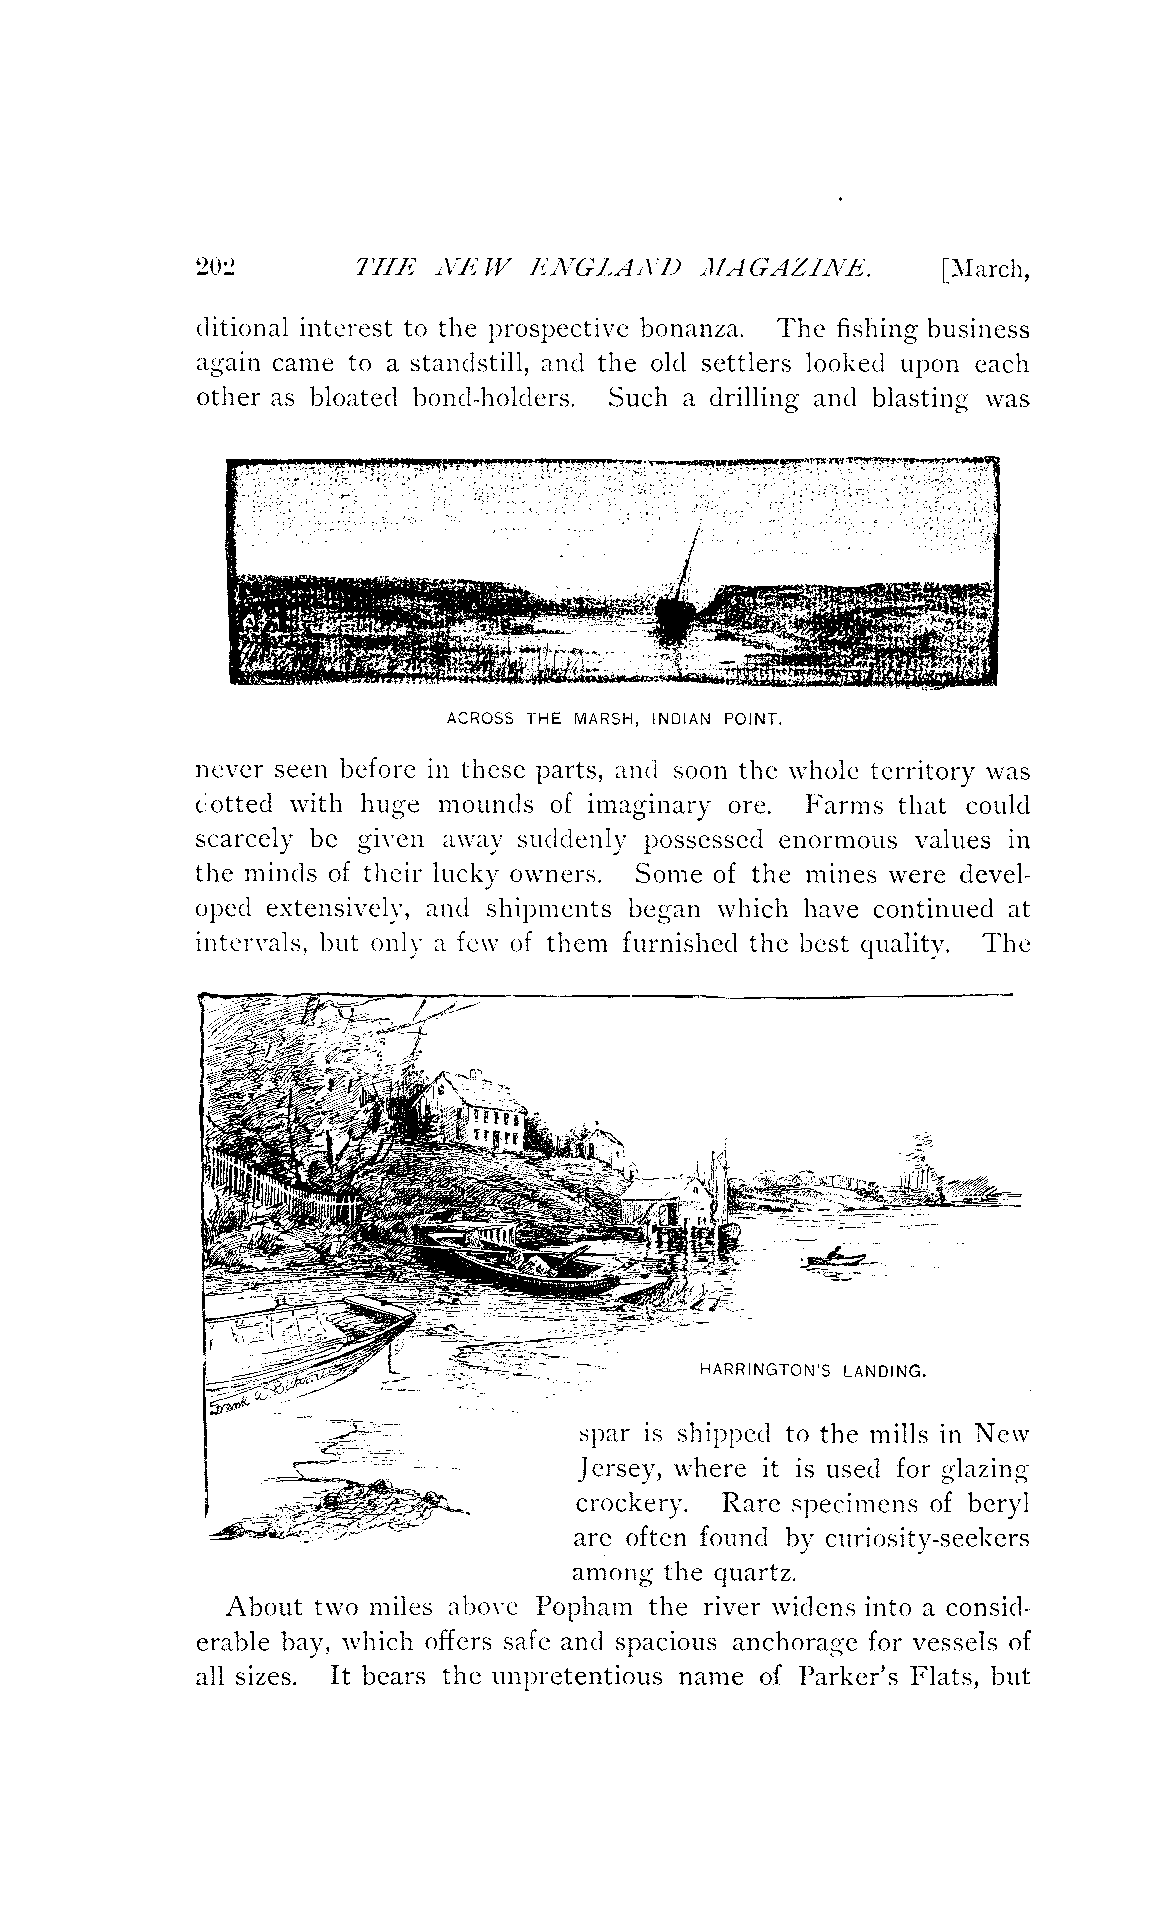 202 THE NEW ENGLAND MAGAZINE. [March,
ditional interest to the prospective bonanza. The fishing business
again came to a standstill, and the old settlers looked upon each
other as bloated bond-holders. Such a drilling and blasting was
ACROSS THE MARSH, INDIAN POINT.
never seen before in these parts, and soon the whole territory was
dotted with huge mounds of imaginary ore. Farms that could
scarcely be given away suddenly possessed enormous values in
the minds of their lucky owners. Some of the mines were devel-
oped extensively, and shipments began which have continued at
intervals, but only a few of them furnished the best quality. The
HARRINGTON'S LANDING.
Frank A.
spar is shipped to the mills in New
Jersey, where it is used for glazing
crockery. Rare specimens of beryl
are often found by curiosity-seekers
among the quartz.
About two miles above Popham the river widens into a consid-
erable bay, which offers safe and spacious anchorage for vessels of
all sizes. It bears the unpretentious name of Parker's Flats, but